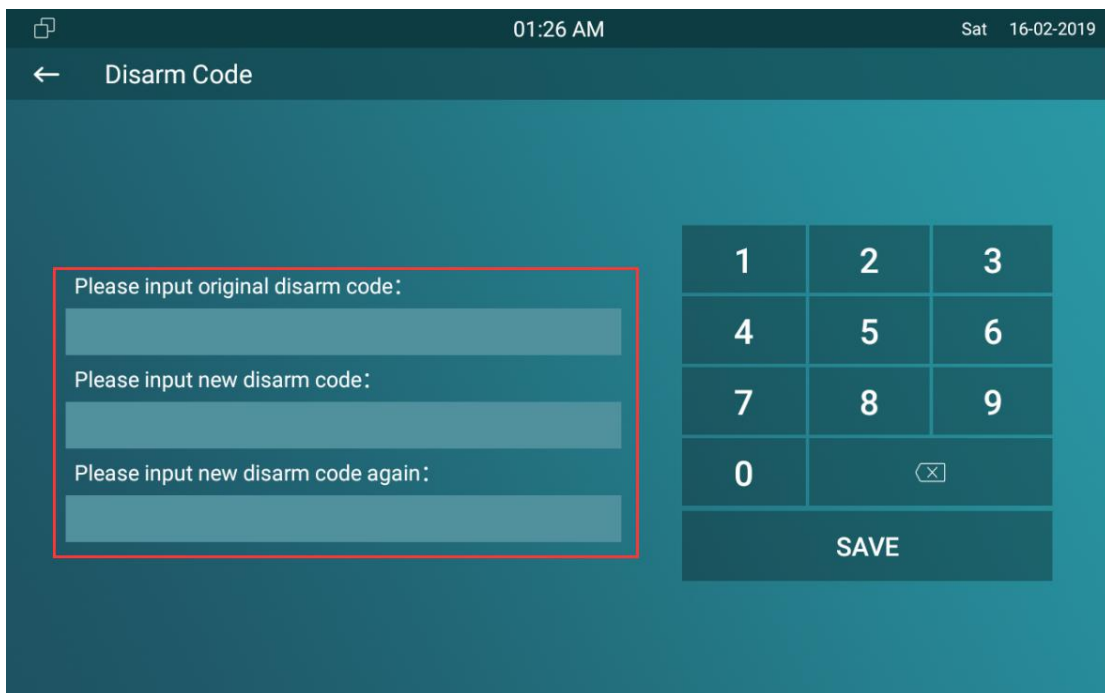 01:26 AM
Sat 16-02-2019
Disarm Code
Please input original disarm code:
Please input new disarm code:
Please input new disarm code again:
1 2 3
4 5 6
7 8 9
0
SAVE